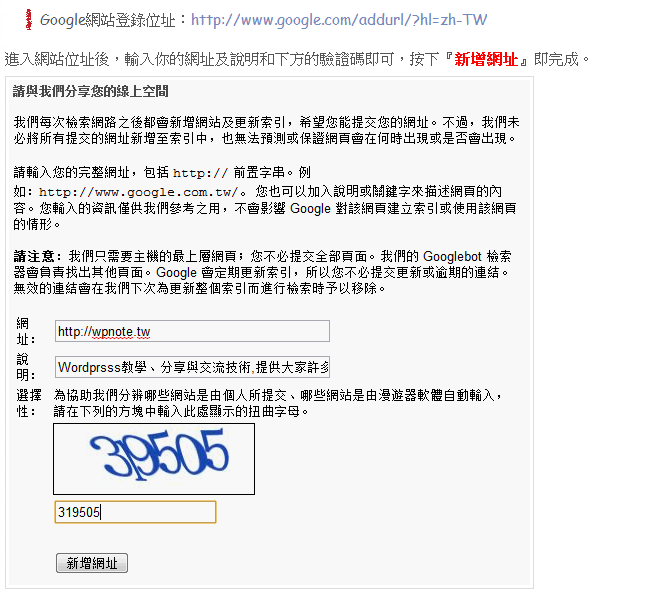 Google網站登錄位址：http://www.google.com/addurl/?hl=zh-TW
進入網站位址後，輸入你的網址及說明和下方的驗證碼即可，按下『新增網址』即完成。
請與我們分享您的線上空間
我們每次檢索網路之後都會新增網站及更新索引，希望您能提交您的網址。不過，我們未
必將所有提交的網址新增至索引中，也無法預測或保證網頁會在何時出現或是否會出現。
請輸入您的完整網址，包括 http:// 前置字串。例
如：http://www.google.com.tw/。您也可以加入說明或關鍵字來描述網頁的內
容。您輸入的資訊僅供我們參考之用，不會影響 Google 對該網頁建立索引或使用該網頁
的情形。
請注意：我們只需要主機的最上層網頁；您不必提交全部頁面。我們的 Googlebot 檢索
器會負責找出其他頁面。Google 會定期更新索引，所以您不必提交更新或逾期的連結。
無效的連結會在我們下次為更新整個索引而進行檢索時予以移除。
網
址： http://wpnote.tw
說
明： Wordprsss教學、分享與交流技術,提供大家許多
選擇 為協助我們分辨哪些網站是由個人所提交、哪些網站是由漫遊器軟體自動輸入，
性： 請在下列的方塊中輸入此處顯示的扭曲字母。
319505
319505
新增網址